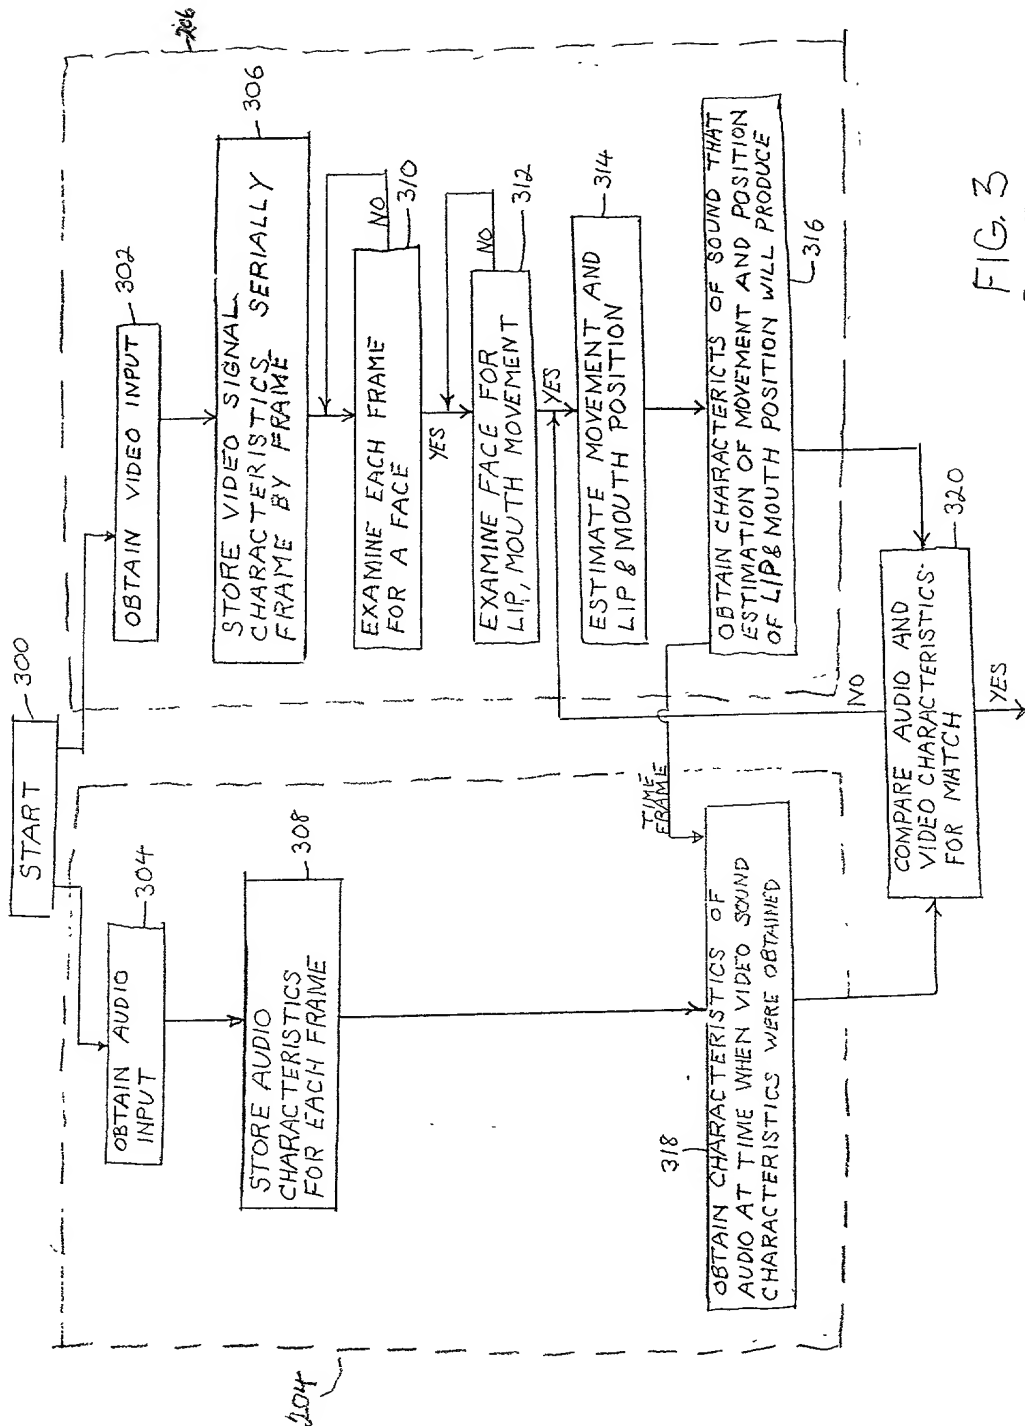 300
START
206
302
OBTAIN VIDEO INPUT
304
OBTAIN AUDIO
INPUT
306
STORE VIDEO SIGNAL
CHARACTERISTICS, SERIALLY
FRAME BY FRAME
308
STORE AUDIO
CHARACTERISTICS
FOR EACH FRAME
NO
310
EXAMINE EACH FRAME
FOR A FACE
YES
NO
312
EXAMINE FACE FOR
LIP, MOUTH MOVEMENT
YES
314
ESTIMATE MOVEMENT AND
LIP & MOUTH POSITION
OBTAIN CHARACTERICTS OF SOUND THAT
ESTIMATION OF MOVEMENT AND POSITION
OF LIP & MOUTH POSITION WILL PRODUCE
316
TIME
FRAME
318
OBTAIN CHARACTERISTICS OF
AUDIO AT TIME WHEN VIDEO SOUND
CHARACTERISTICS WERE OBTAINED
204
NO
320
COMPARE AUDIO AND
VIDEO CHARACTERISTICS-
FOR MATCH
YES
FIG. 3